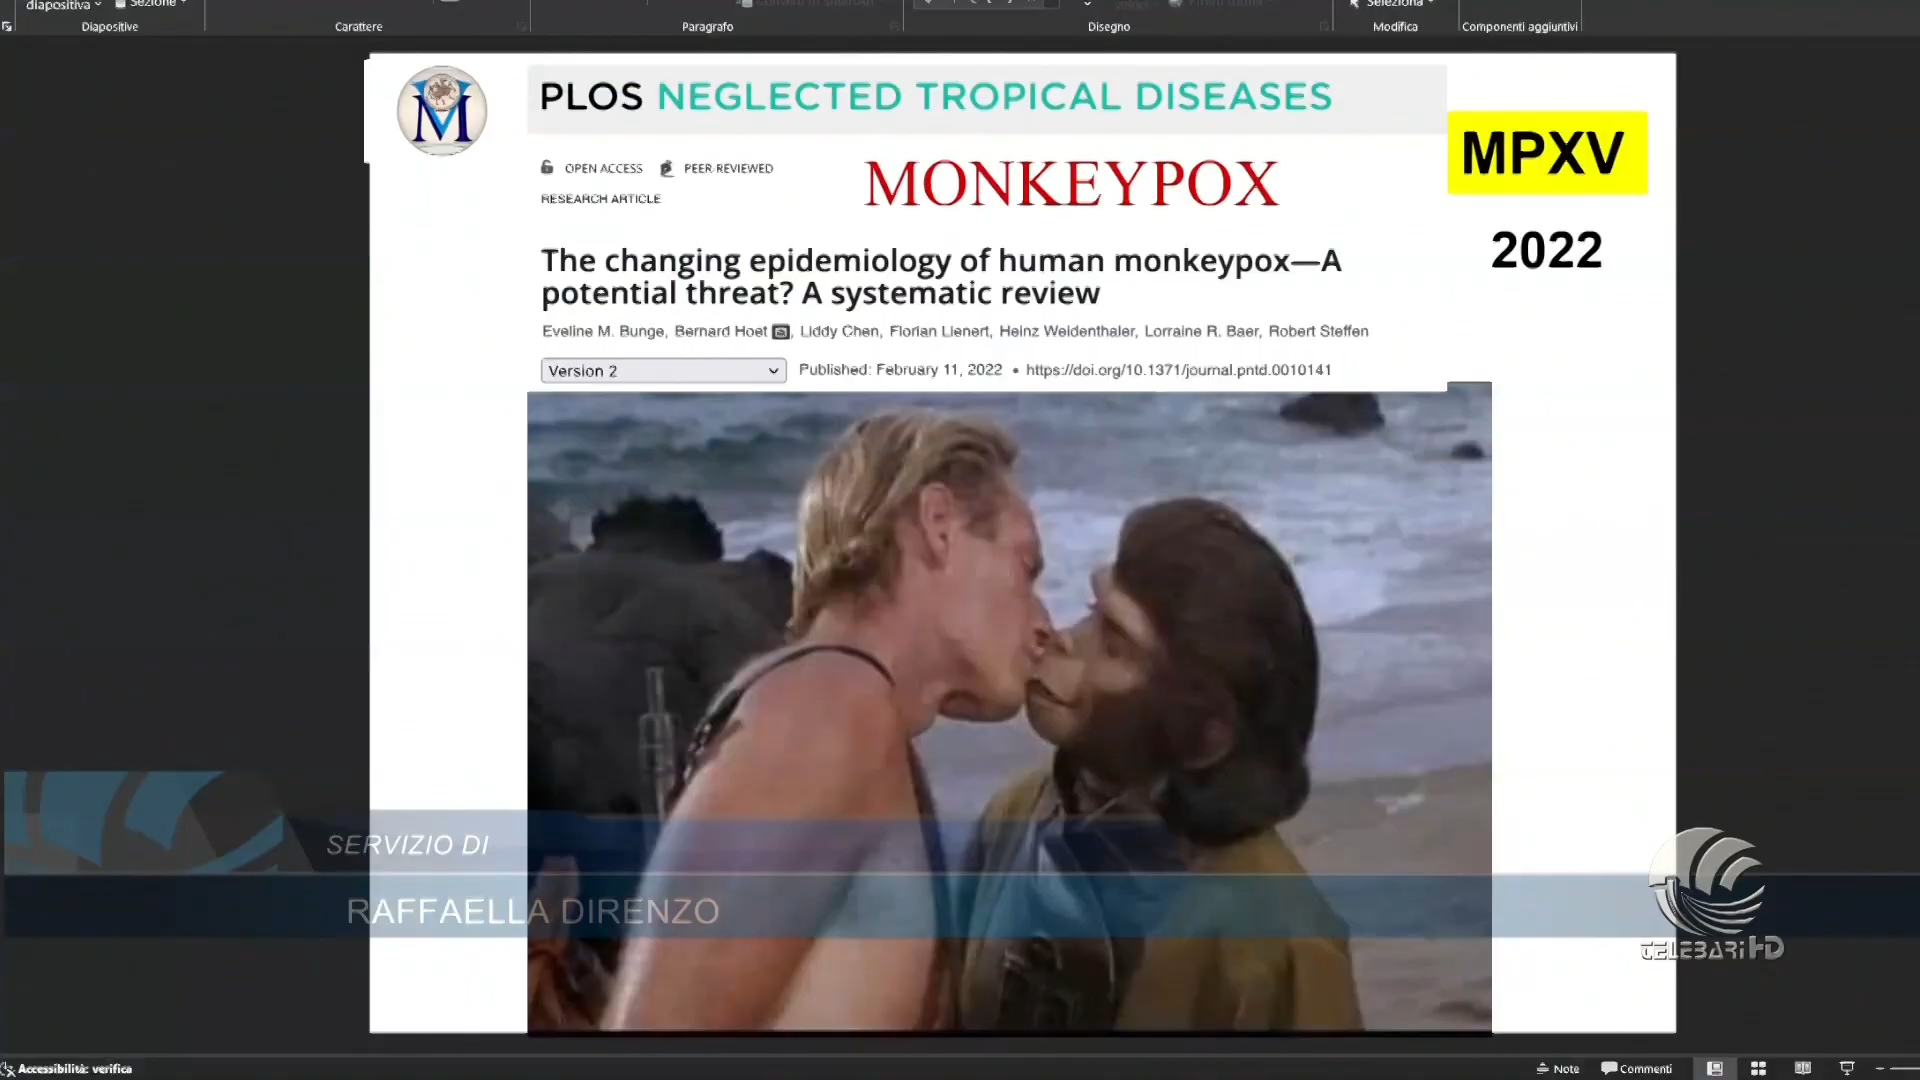 diapositiva
Sezione
Seleziona
Diapositive
Carattere
Paragrafo
Disegno
Modifica
Componenti aggiuntivi
PLOS NEGLECTED TROPICAL DISEASES
MPXV
OPEN ACCESS PEER-REVIEWED
MONKEYPOX
RESEARCH ARTICLE
2022
The changing epidemiology of human monkeypox—A
potential threat? A systematic review
Eveline M. Bunge, Bernard Hoet, Liddy Chen, Florian Lienert, Heinz Weidenthaler, Lorraine R. Baer, Robert Steffen
Version 2
Published: February 11, 2022 • https://doi.org/10.1371/journal.pntd.0010141
SERVIZIO DI
RAFFAELLA DIRENZO
TELEBARI HD
Accessibilità: verifica
Note
Commenti